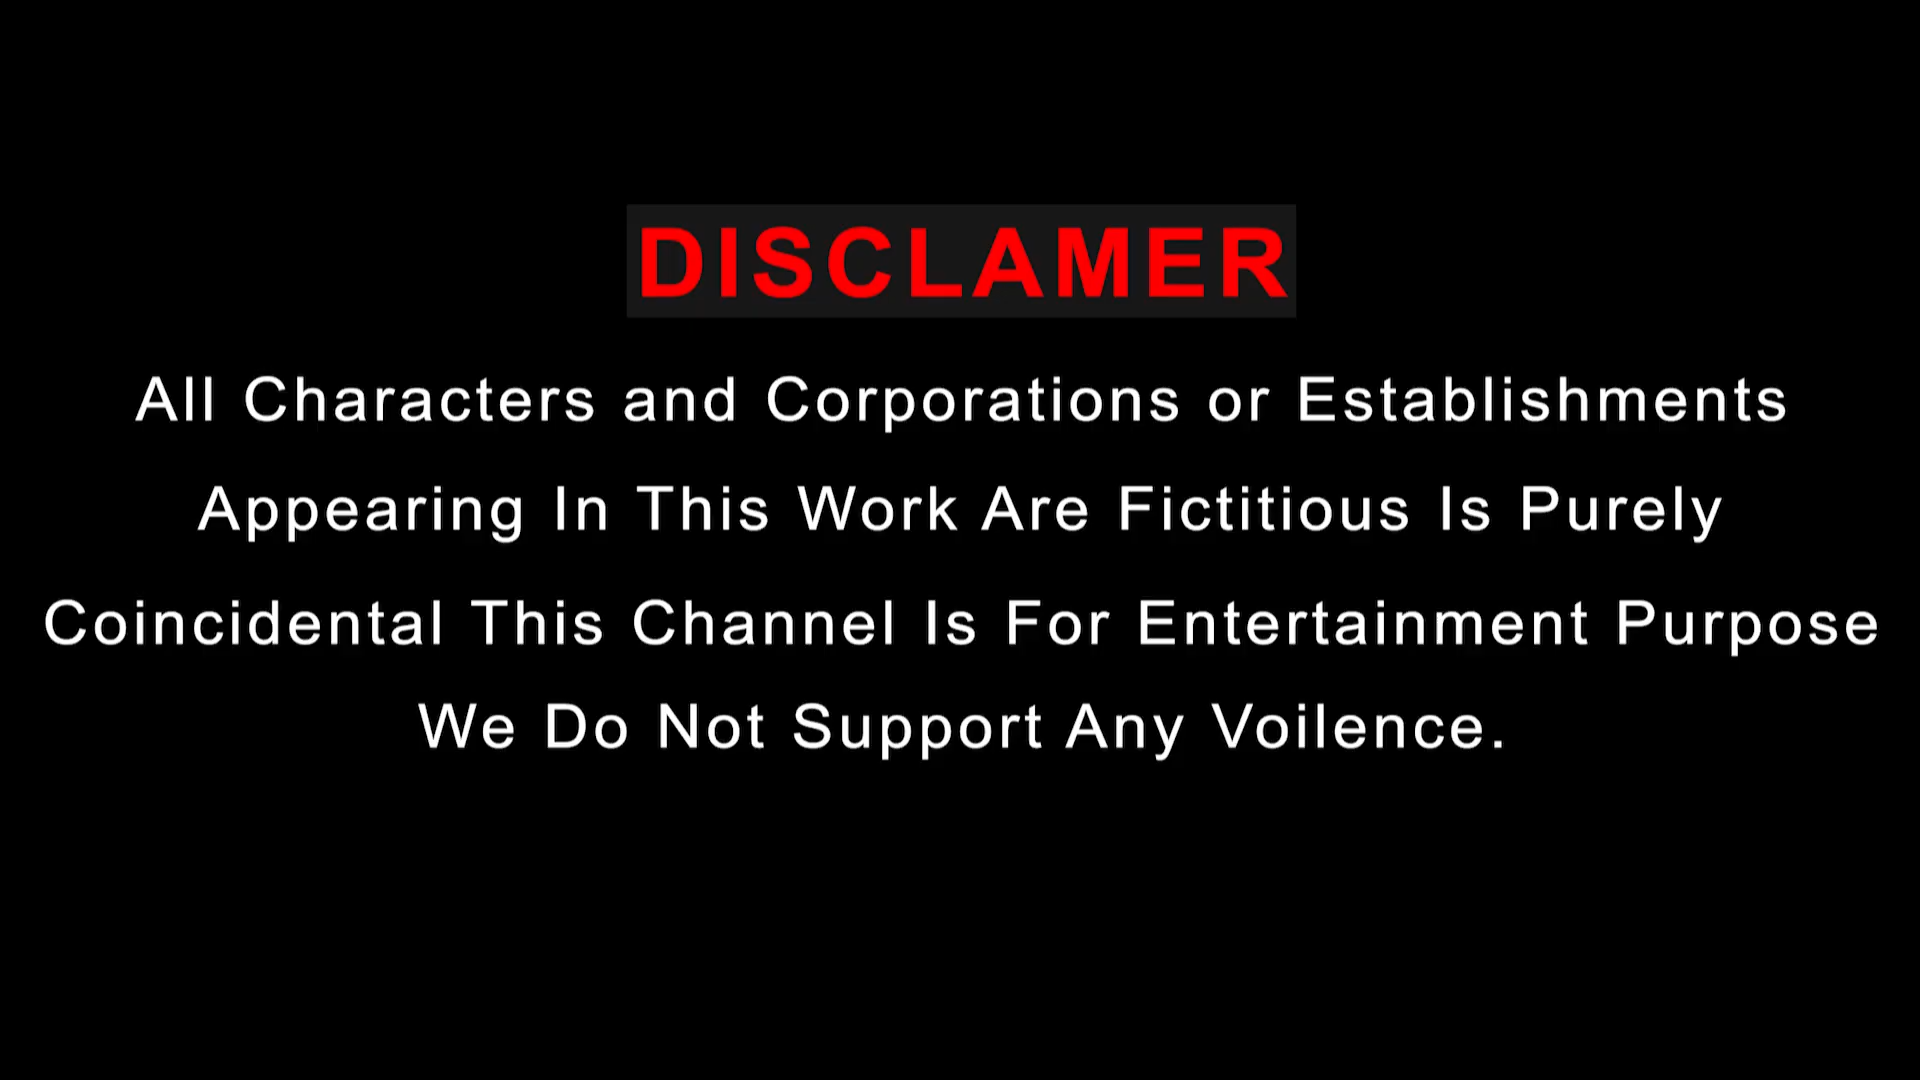 DISCLAMER
All Characters and Corporations or Establishments
Appearing In This Work Are Fictitious Is Purely
Coincidental This Channel Is For Entertainment Purpose
We Do Not Support Any Voilence.